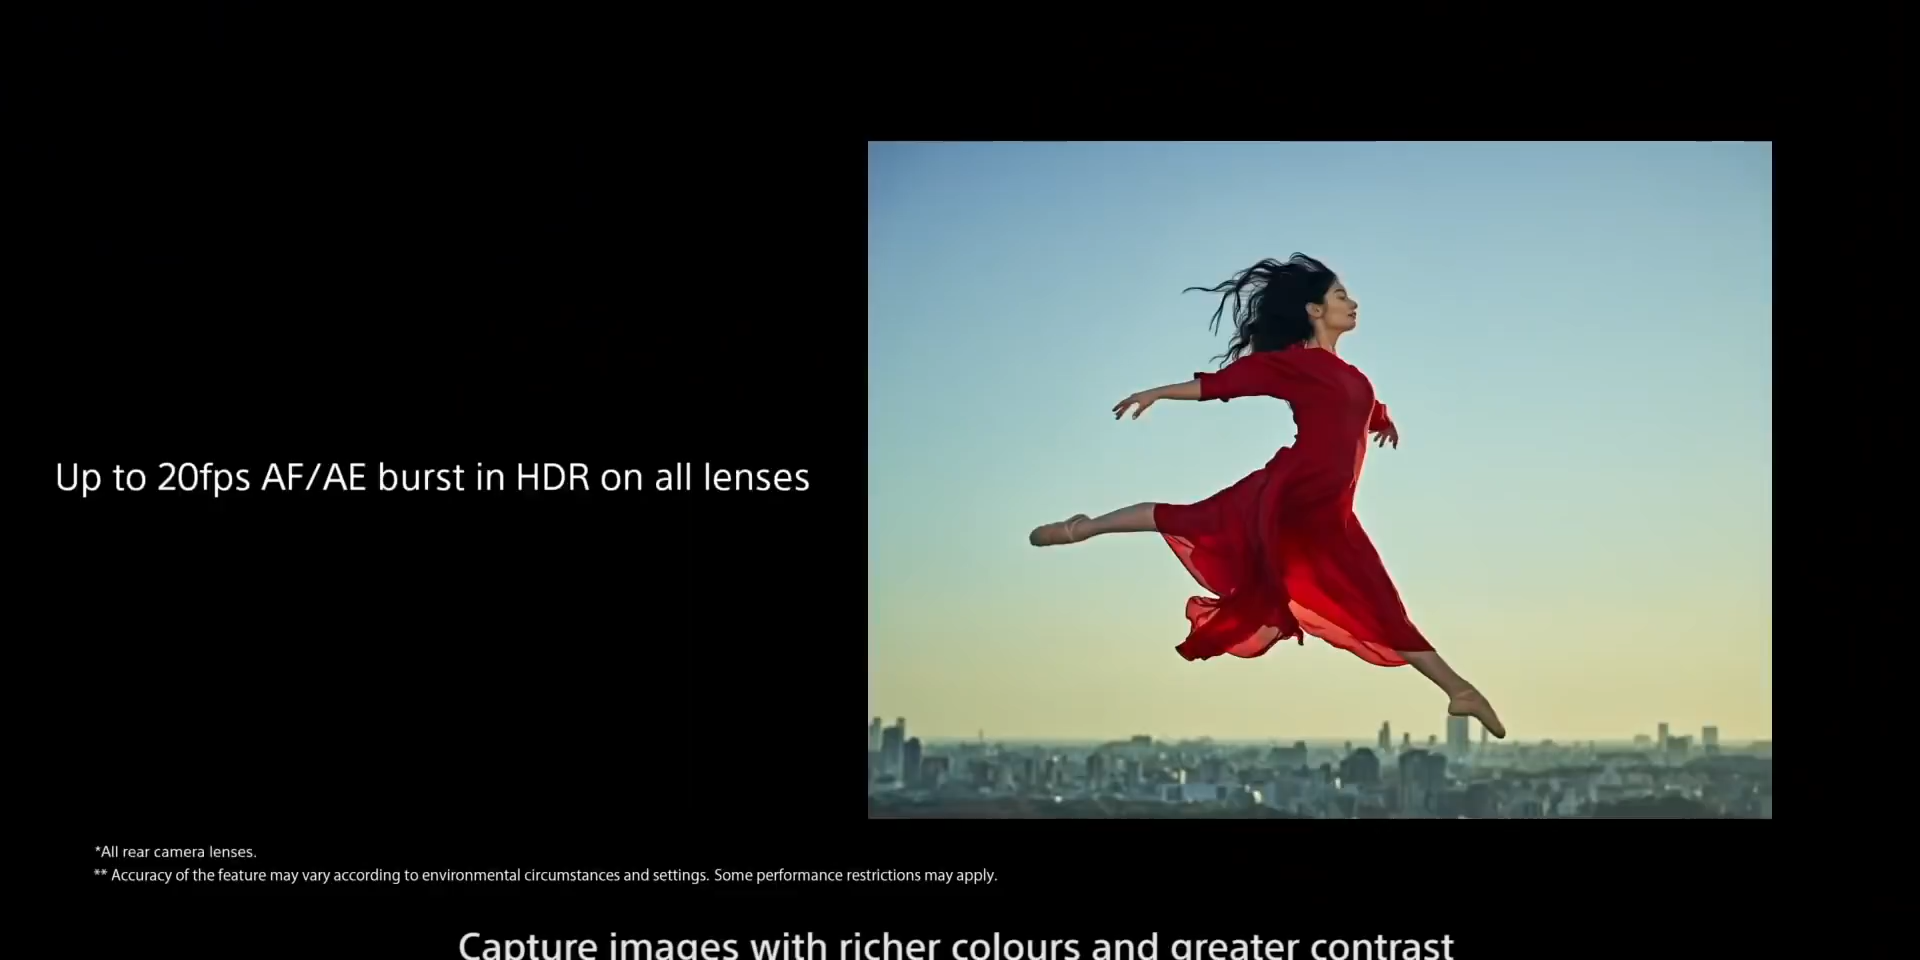 Up to 20fps AF/AE burst in HDR on all lenses
*All rear camera lenses.
** Accuracy of the feature may vary according to environmental circumstances and settings. Some performance restrictions may apply.
Capture images with richer colours and greater contrast